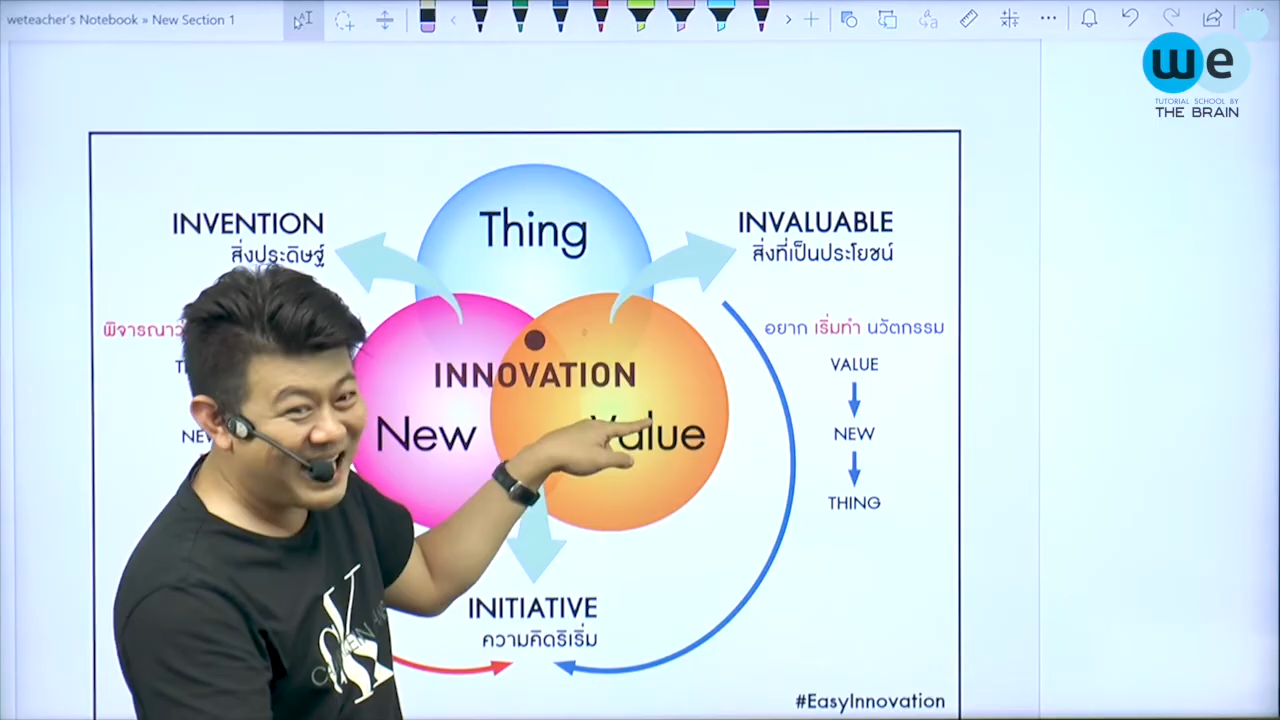 weteacher's Notebook » New Section 1
we
TUTORIAL SCHOOL BY
THE BRAIN
Thing
INVENTION
สิ่งประดิษฐ์
INVALUABLE
สิ่งที่เป็นประโยชน์
อยาก เริ่มทำ นวัตกรรม
VALUE
INNOVATION
New
Value
NEW
THING
INITIATIVE
ความคิดริเริ่ม
#EasyInnovation